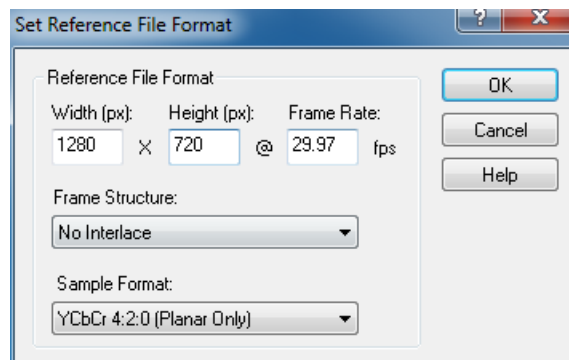 Set Reference File Format
? X
Reference File Format
OK
Width (px): Height (px): Frame Rate:
1280 X 720 @ 29.97 fps
Cancel
Help
Frame Structure:
No Interlace
Sample Format:
YCbCr 4:2:0 (Planar Only)